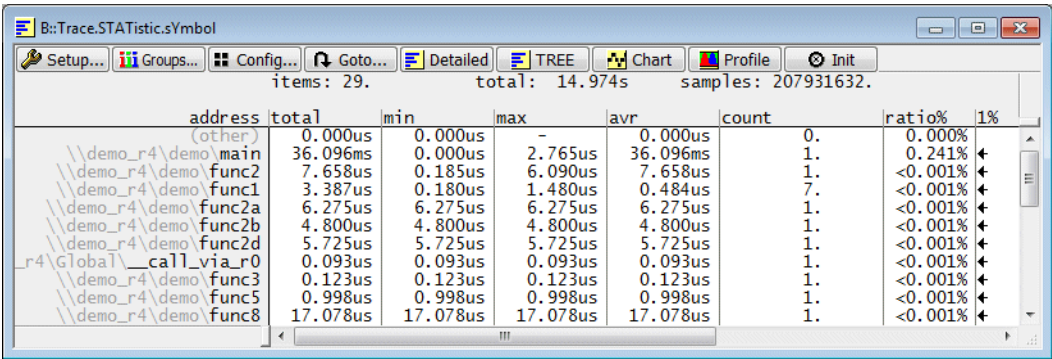 B::Trace.STATistic.sYmbol
Setup... Groups... Config... Goto... Detailed TREE Chart Profile Init
items: 29. total: 14.974s samples: 207931632.
address total min max avr count ratio% 1%
(other) 0.000us 0.000us - 0.000us 0. 0.000%
\\demo_r4\demo\main 36.096ms 0.000us 2.765us 36.096ms 1. 0.241%
\\demo_r4\demo\func2 7.658us 0.185us 6.090us 7.658us 1. <0.001%
\\demo_r4\demo\func1 3.387us 0.180us 1.480us 0.484us 7. <0.001%
\\demo_r4\demo\func2a 6.275us 6.275us 6.275us 6.275us 1. <0.001%
\\demo_r4\demo\func2b 4.800us 4.800us 4.800us 4.800us 1. <0.001%
\\demo_r4\demo\func2d 5.725us 5.725us 5.725us 5.725us 1. <0.001%
_r4\Global\__call_via_r0 0.093us 0.093us 0.093us 0.093us 1. <0.001%
\\demo_r4\demo\func3 0.123us 0.123us 0.123us 0.123us 1. <0.001%
\\demo_r4\demo\func5 0.998us 0.998us 0.998us 0.998us 1. <0.001%
\\demo_r4\demo\func8 17.078us 17.078us 17.078us 17.078us 1. <0.001%